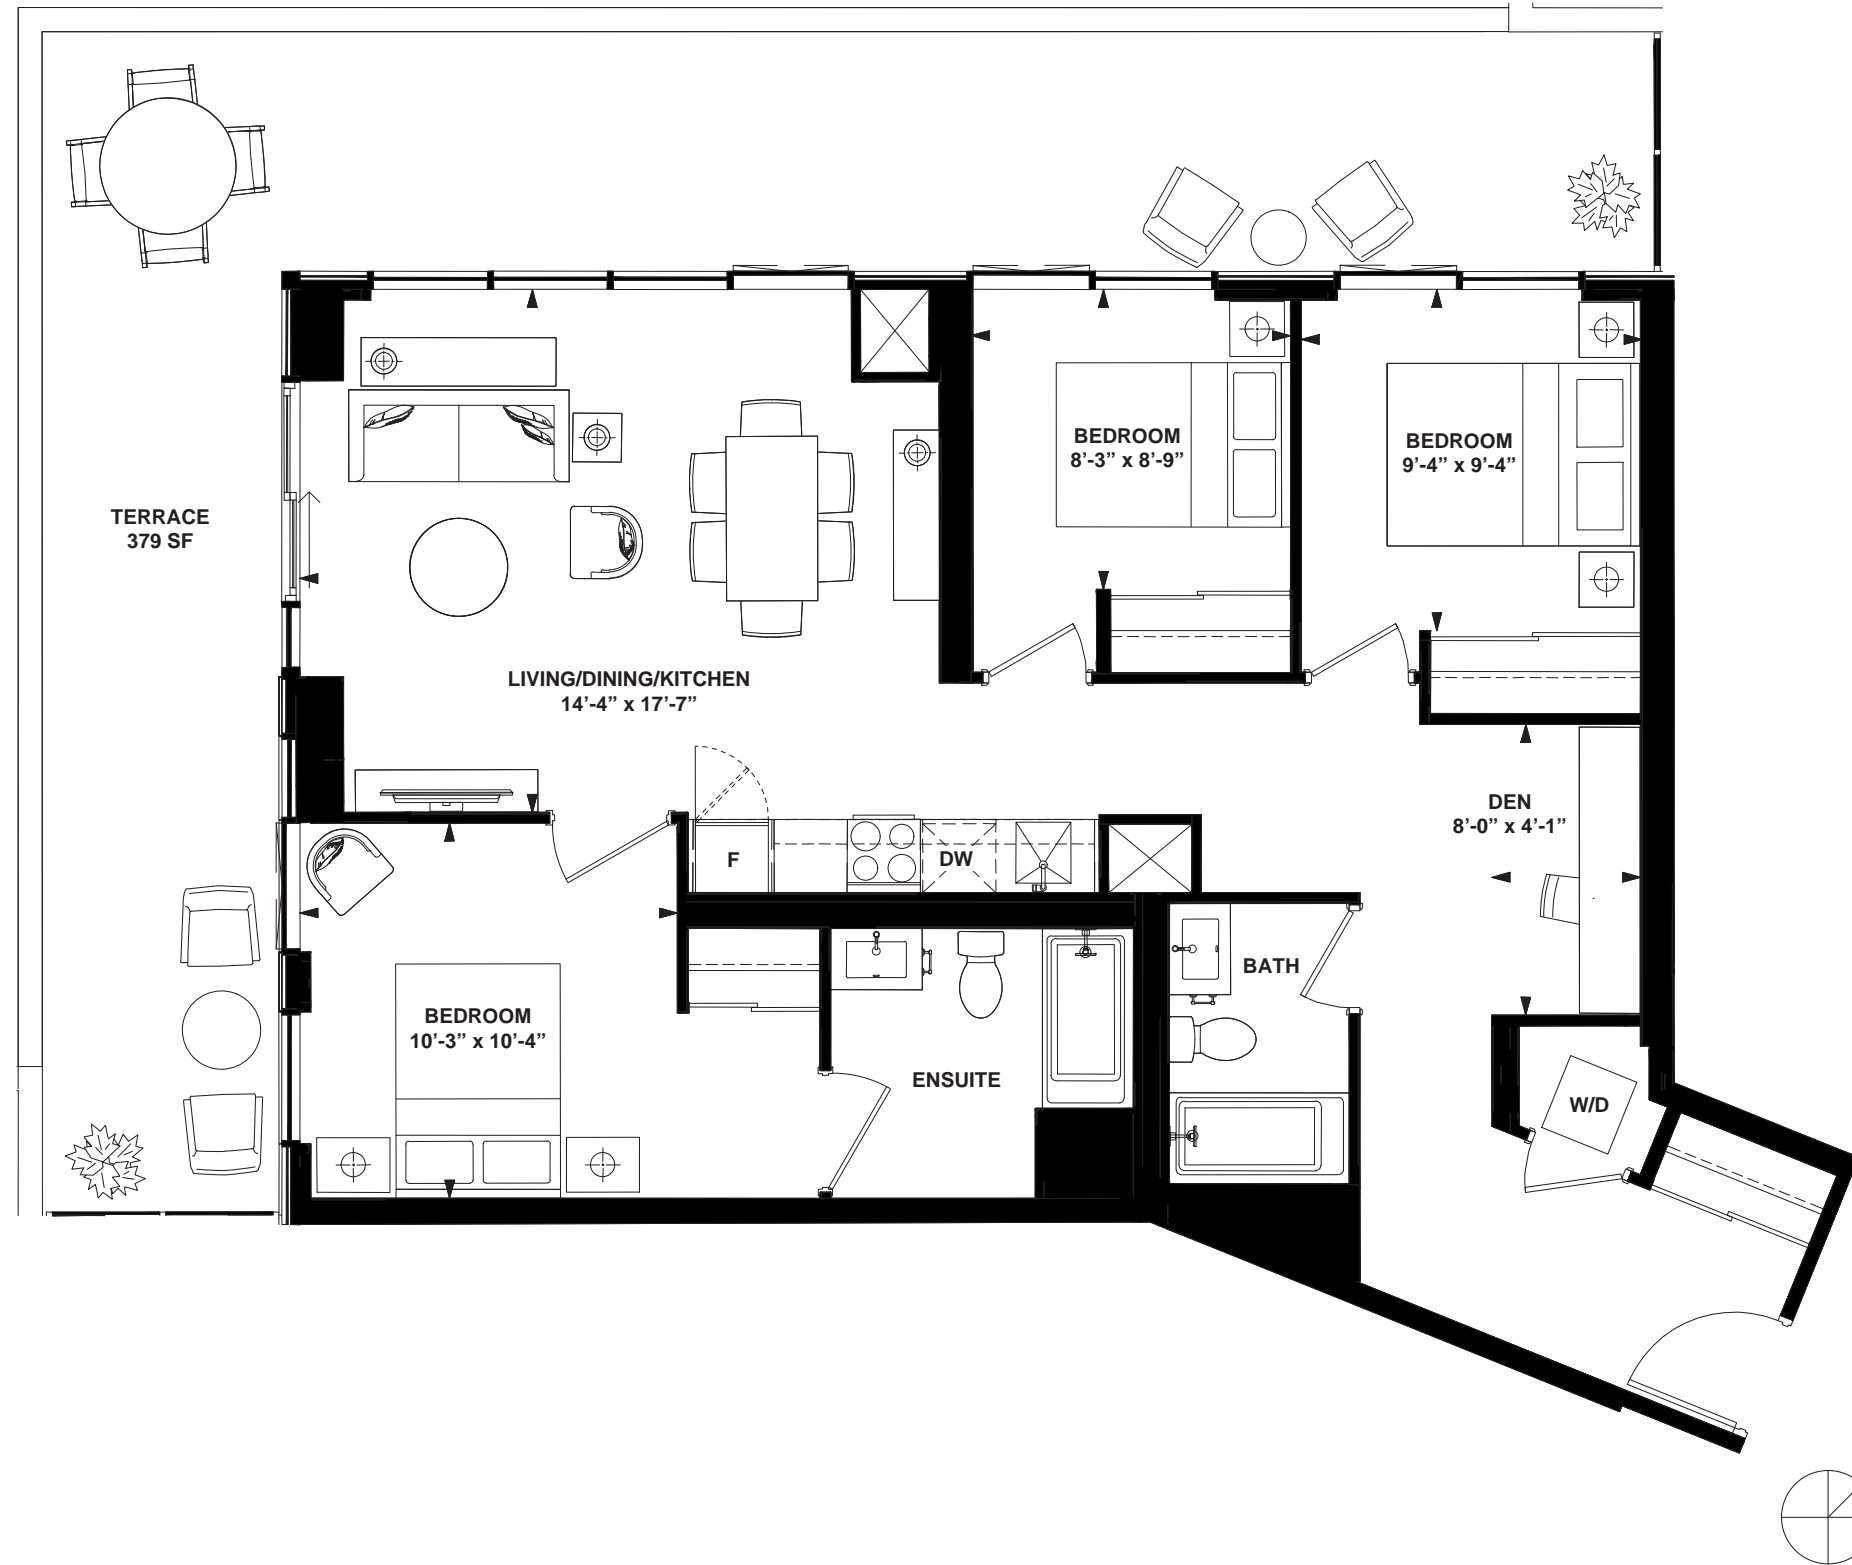 BEDROOM
8’-3” x 8’-9”
BEDROOM
9’-4” x 9’-4”
TERRACE
379 SF
LIVING/DINING/KITCHEN
14’-4” x 17’-7”
DEN
8’-0” x 4’-1”
F
DW
BATH
BEDROOM
10’-3” x 10’-4”
ENSUITE
W/D